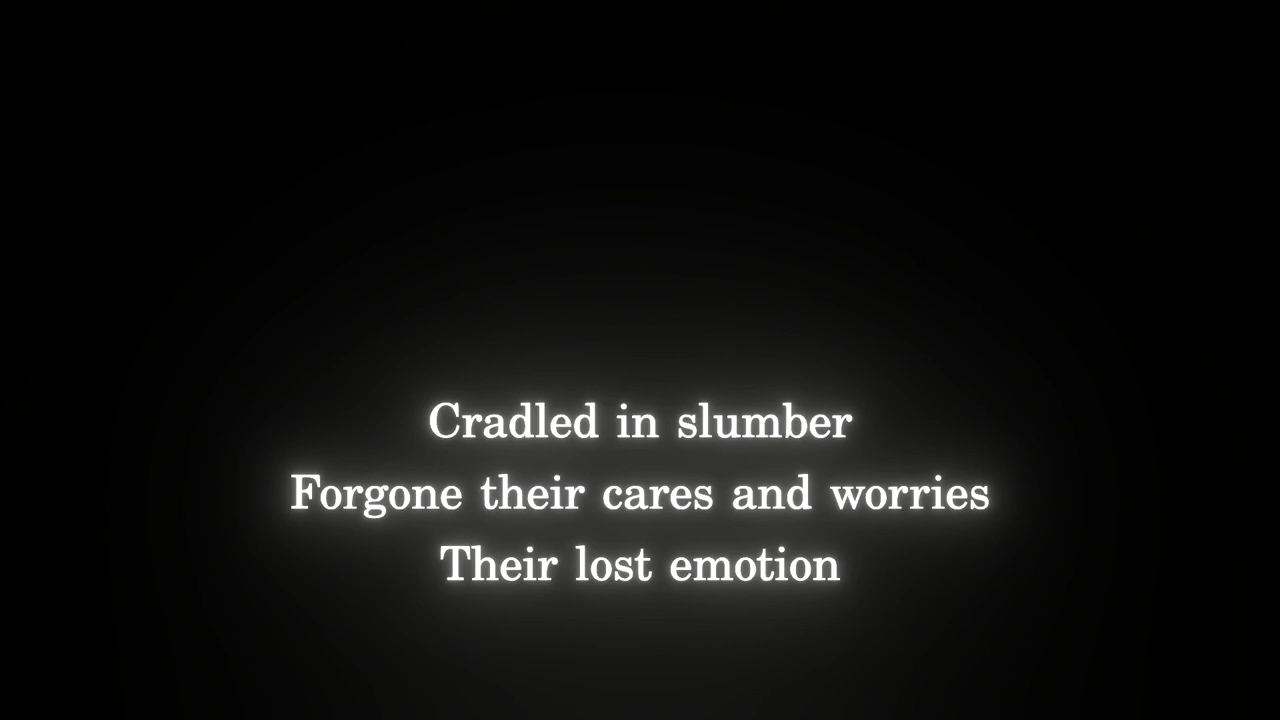 Cradled in slumber
Forgone their cares and worries
Their lost emotion